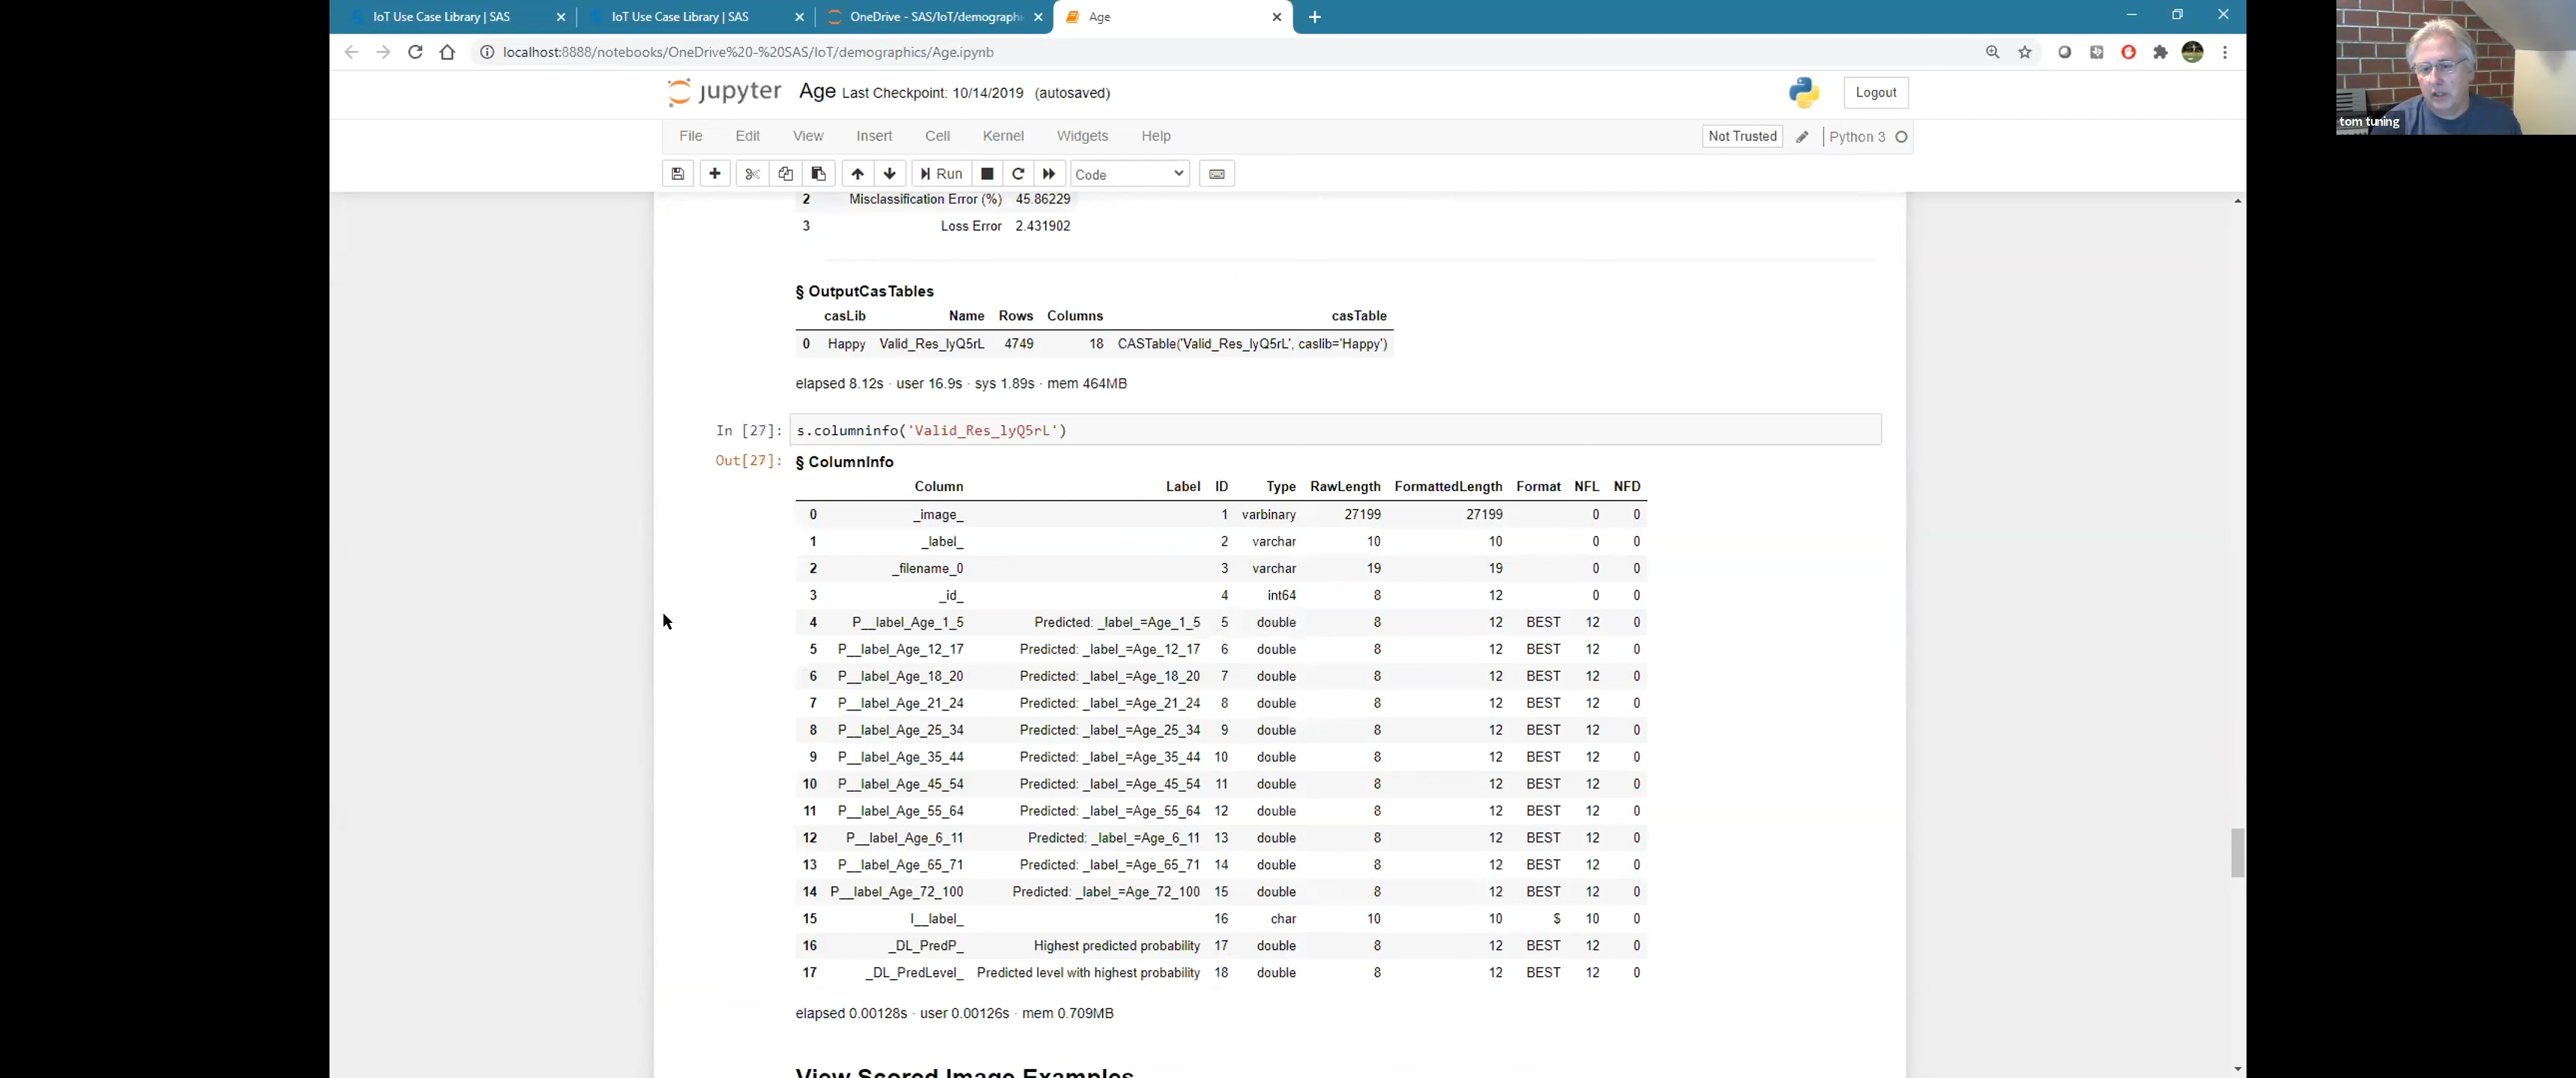 IoT Use Case Library | SAS
IoT Use Case Library | SAS
OneDrive - SAS/IoT/demographi
Age
localhost:8888/notebooks/OneDrive%20-%20SAS/IoT/demographics/Age.ipynb
tom tuning
jupyter Age Last Checkpoint: 10/14/2019 (autosaved)
Logout
File Edit View Insert Cell Kernel Widgets Help
Not Trusted
Python 3
Run
Code
2 Misclassification Error (%) 45.86229
3 Loss Error 2.431902
§ OutputCasTables
casLib Name Rows Columns casTable
0 Happy Valid_Res_lyQ5rL 4749 18 CASTable('Valid_Res_lyQ5rL', caslib='Happy')
elapsed 8.12s · user 16.9s · sys 1.89s · mem 464MB
In [27]: s.columninfo('Valid_Res_lyQ5rL')
Out[27]: § ColumnInfo
Column Label ID Type RawLength FormattedLength Format NFL NFD
0 _image_ 1 varbinary 27199 27199 0 0
1 _label_ 2 varchar 10 10 0 0
2 _filename_0 3 varchar 19 19 0 0
3 _id_ 4 int64 8 12 0 0
4 P__label_Age_1_5 Predicted: _label_=Age_1_5 5 double 8 12 BEST 12 0
5 P__label_Age_12_17 Predicted: _label_=Age_12_17 6 double 8 12 BEST 12 0
6 P__label_Age_18_20 Predicted: _label_=Age_18_20 7 double 8 12 BEST 12 0
7 P__label_Age_21_24 Predicted: _label_=Age_21_24 8 double 8 12 BEST 12 0
8 P__label_Age_25_34 Predicted: _label_=Age_25_34 9 double 8 12 BEST 12 0
9 P__label_Age_35_44 Predicted: _label_=Age_35_44 10 double 8 12 BEST 12 0
10 P__label_Age_45_54 Predicted: _label_=Age_45_54 11 double 8 12 BEST 12 0
11 P__label_Age_55_64 Predicted: _label_=Age_55_64 12 double 8 12 BEST 12 0
12 P__label_Age_6_11 Predicted: _label_=Age_6_11 13 double 8 12 BEST 12 0
13 P__label_Age_65_71 Predicted: _label_=Age_65_71 14 double 8 12 BEST 12 0
14 P__label_Age_72_100 Predicted: _label_=Age_72_100 15 double 8 12 BEST 12 0
15 I__label_ 16 char 10 10 $ 10 0
16 _DL_PredP_ Highest predicted probability 17 double 8 12 BEST 12 0
17 _DL_PredLevel_ Predicted level with highest probability 18 double 8 12 BEST 12 0
elapsed 0.00128s · user 0.00126s · mem 0.709MB
View Scored Image Examples